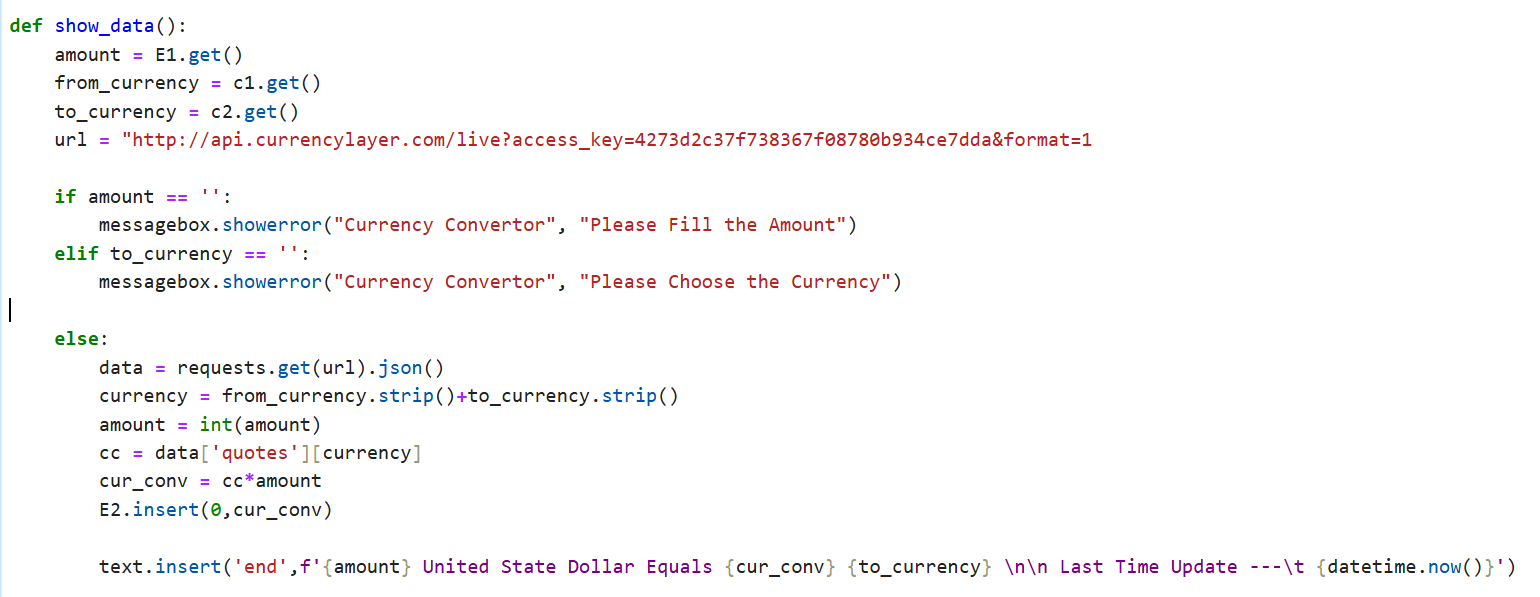 def show_data():
    amount = E1.get()
    from_currency = c1.get()
    to_currency = c2.get()
    url = "http://api.currencylayer.com/live?access_key=4273d2c37f738367f08780b934ce7dda&format=1

    if amount == '':
        messagebox.showerror("Currency Convertor", "Please Fill the Amount")
    elif to_currency == '':
        messagebox.showerror("Currency Convertor", "Please Choose the Currency")

    else:
        data = requests.get(url).json()
        currency = from_currency.strip()+to_currency.strip()
        amount = int(amount)
        cc = data['quotes'][currency]
        cur_conv = cc*amount
        E2.insert(0,cur_conv)

        text.insert('end',f'{amount} United State Dollar Equals {cur_conv} {to_currency} \n\n Last Time Update ---\t {datetime.now()}')